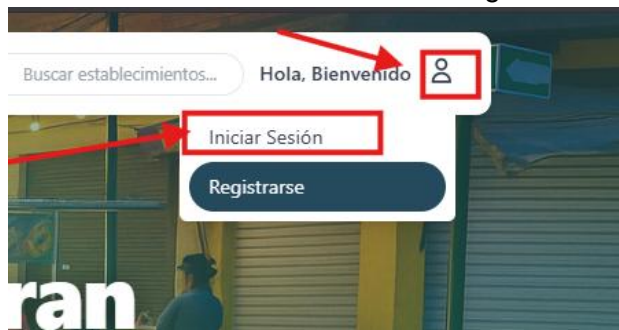 Buscar establecimientos... Hola, Bienvenido
Iniciar Sesión
Registrarse
ran